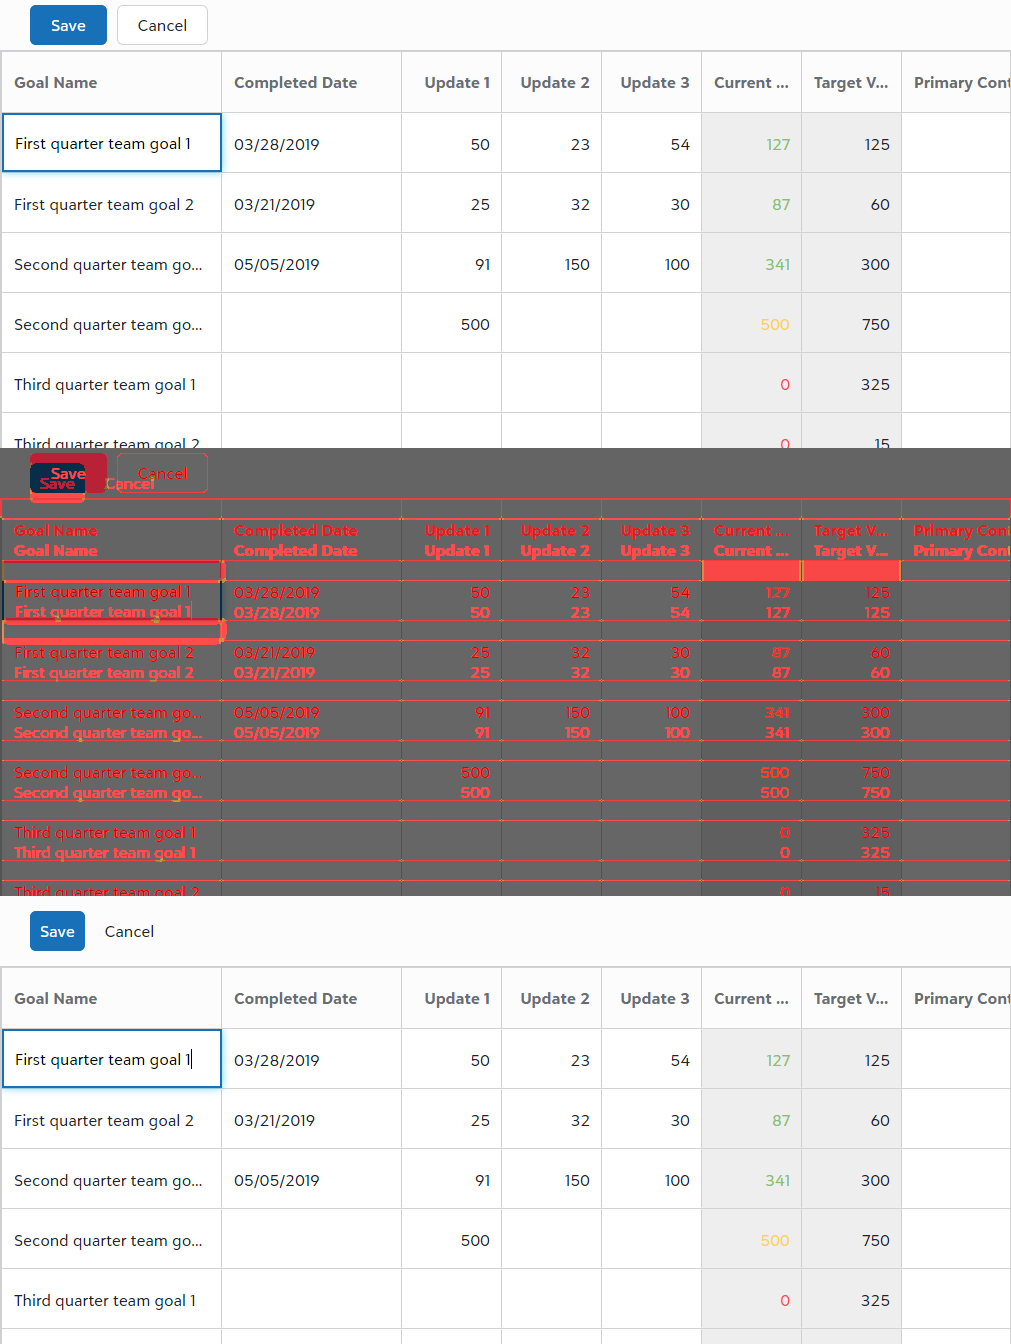 Save Cancel
Goal Name Completed Date Update 1 Update 2 Update 3 Current ... Target V... Primary Cont
First quarter team goal 1 03/28/2019 50 23 54 127 125
First quarter team goal 2 03/21/2019 25 32 30 87 60
Second quarter team go... 05/05/2019 91 150 100 341 300
Second quarter team go... 500 500 750
Third quarter team goal 1 0 325
Third quarter team goal 2 0 15
Save Cancel
Save Cancel
Goal Name Completed Date Update 1 Update 2 Update 3 Current ... Target V... Primary Cont
Goal Name Completed Date Update 1 Update 2 Update 3 Current ... Target V... Primary Cont
First quarter team goal 1 03/28/2019 50 23 54 127 125
First quarter team goal 1 03/28/2019 50 23 54 127 125
First quarter team goal 2 03/21/2019 25 32 30 87 60
First quarter team goal 2 03/21/2019 25 32 30 87 60
Second quarter team go... 05/05/2019 91 150 100 341 300
Second quarter team go... 05/05/2019 91 150 100 341 300
Second quarter team go... 500 500 750
Second quarter team go... 500 500 750
Third quarter team goal 1 0 325
Third quarter team goal 1 0 325
Third quarter team goal 2 0 15
Save Cancel
Goal Name Completed Date Update 1 Update 2 Update 3 Current ... Target V... Primary Cont
First quarter team goal 1 03/28/2019 50 23 54 127 125
First quarter team goal 2 03/21/2019 25 32 30 87 60
Second quarter team go... 05/05/2019 91 150 100 341 300
Second quarter team go... 500 500 750
Third quarter team goal 1 0 325